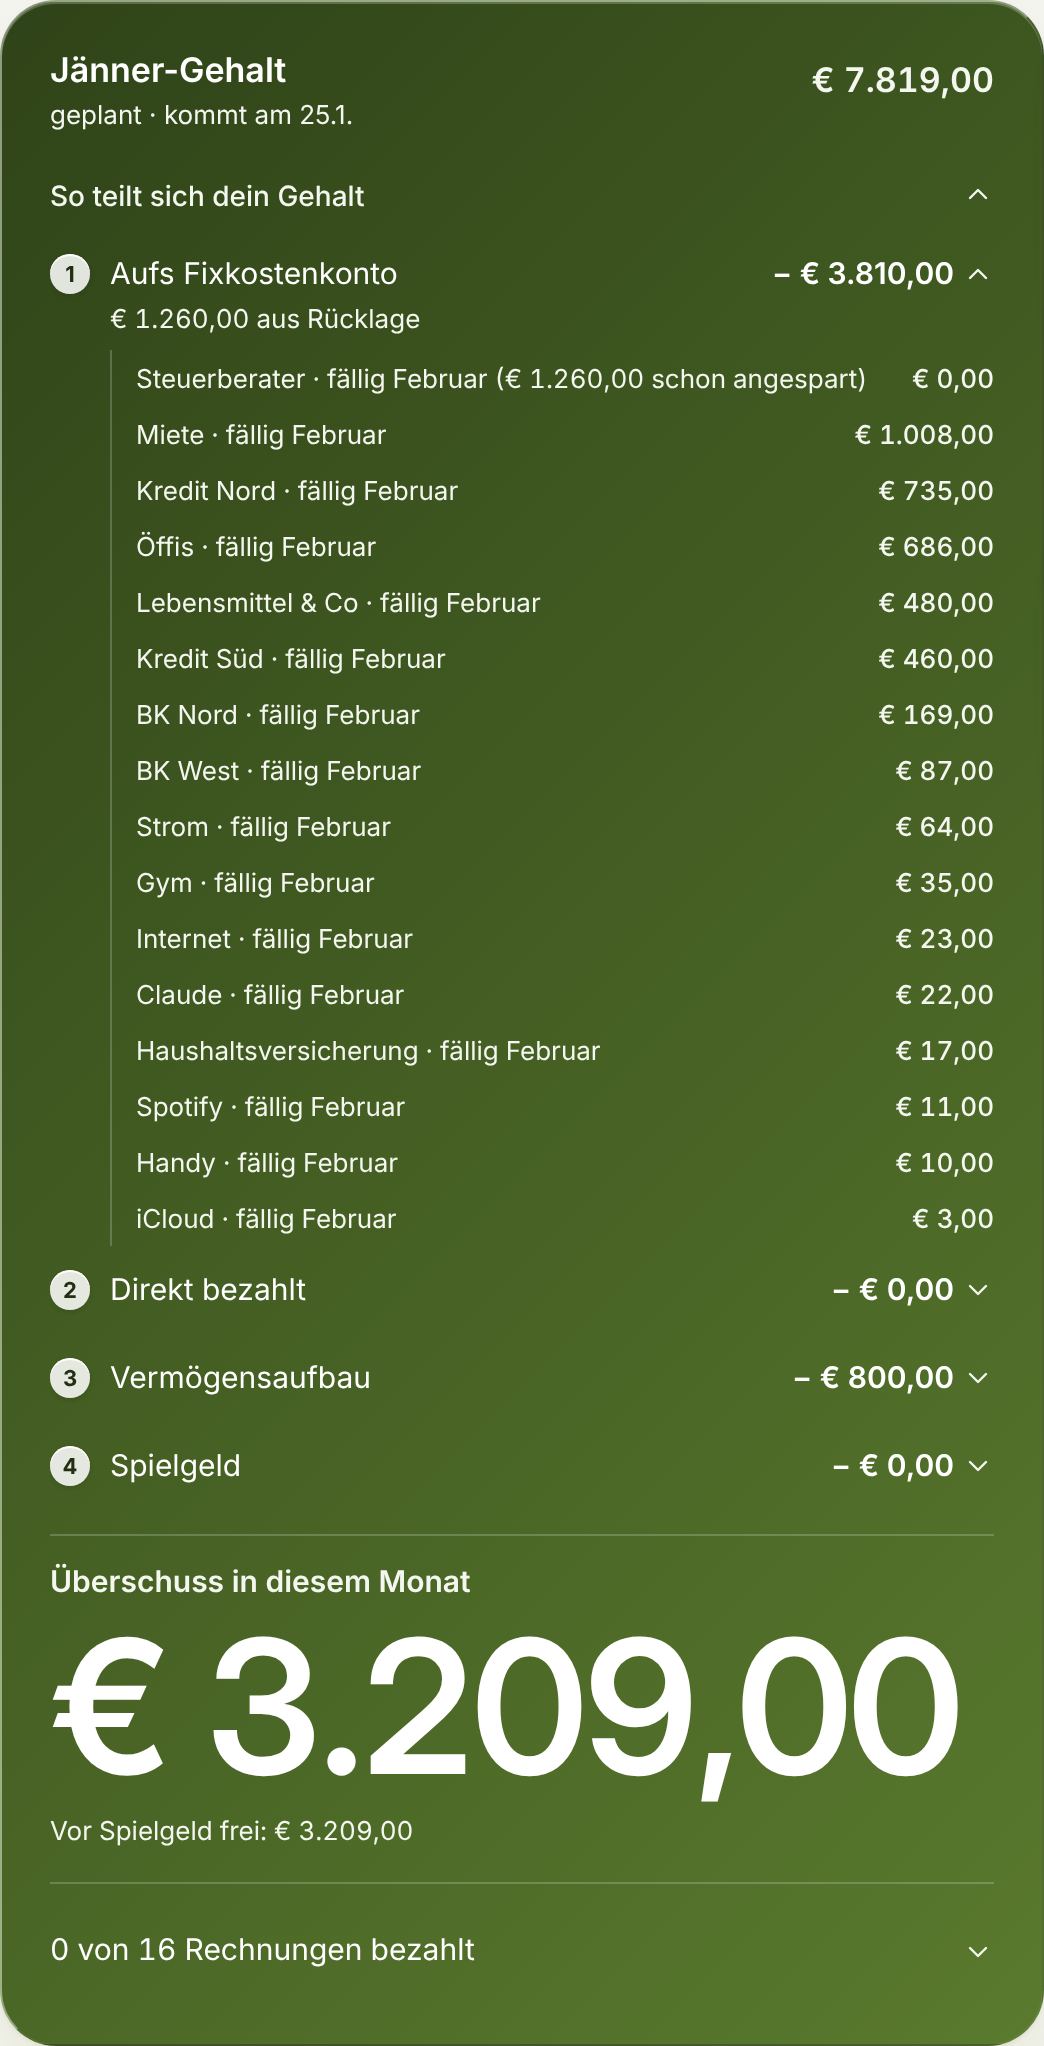 Jänner-Gehalt
€ 7.819,00
geplant · kommt am 25.1.
So teilt sich dein Gehalt
1 Aufs Fixkostenkonto – € 3.810,00
€ 1.260,00 aus Rücklage
Steuerberater · fällig Februar (€ 1.260,00 schon angespart) € 0,00
Miete · fällig Februar € 1.008,00
Kredit Nord · fällig Februar € 735,00
Öffis · fällig Februar € 686,00
Lebensmittel & Co · fällig Februar € 480,00
Kredit Süd · fällig Februar € 460,00
BK Nord · fällig Februar € 169,00
BK West · fällig Februar € 87,00
Strom · fällig Februar € 64,00
Gym · fällig Februar € 35,00
Internet · fällig Februar € 23,00
Claude · fällig Februar € 22,00
Haushaltsversicherung · fällig Februar € 17,00
Spotify · fällig Februar € 11,00
Handy · fällig Februar € 10,00
iCloud · fällig Februar € 3,00
2 Direkt bezahlt – € 0,00
3 Vermögensaufbau – € 800,00
4 Spielgeld – € 0,00
Überschuss in diesem Monat
€ 3.209,00
Vor Spielgeld frei: € 3.209,00
0 von 16 Rechnungen bezahlt